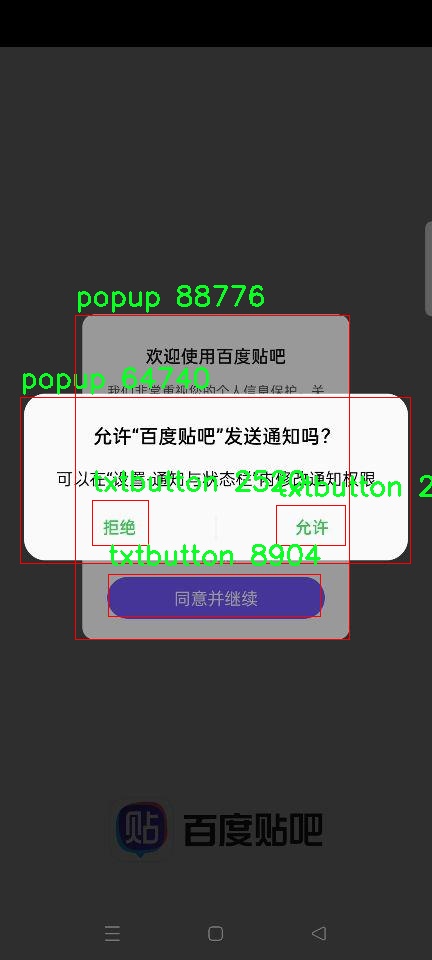 popup 88776
欢迎使用百度贴吧
popup 64740
我们非常重视您的个人信息保护，关
允许“百度贴吧”发送通知吗？
可以在“设置-通知与状态栏”内修改通知权限
txtbutton 2520
txtbutton 2
拒绝
允许
txtbutton 8904
同意并继续
贴
百度贴吧